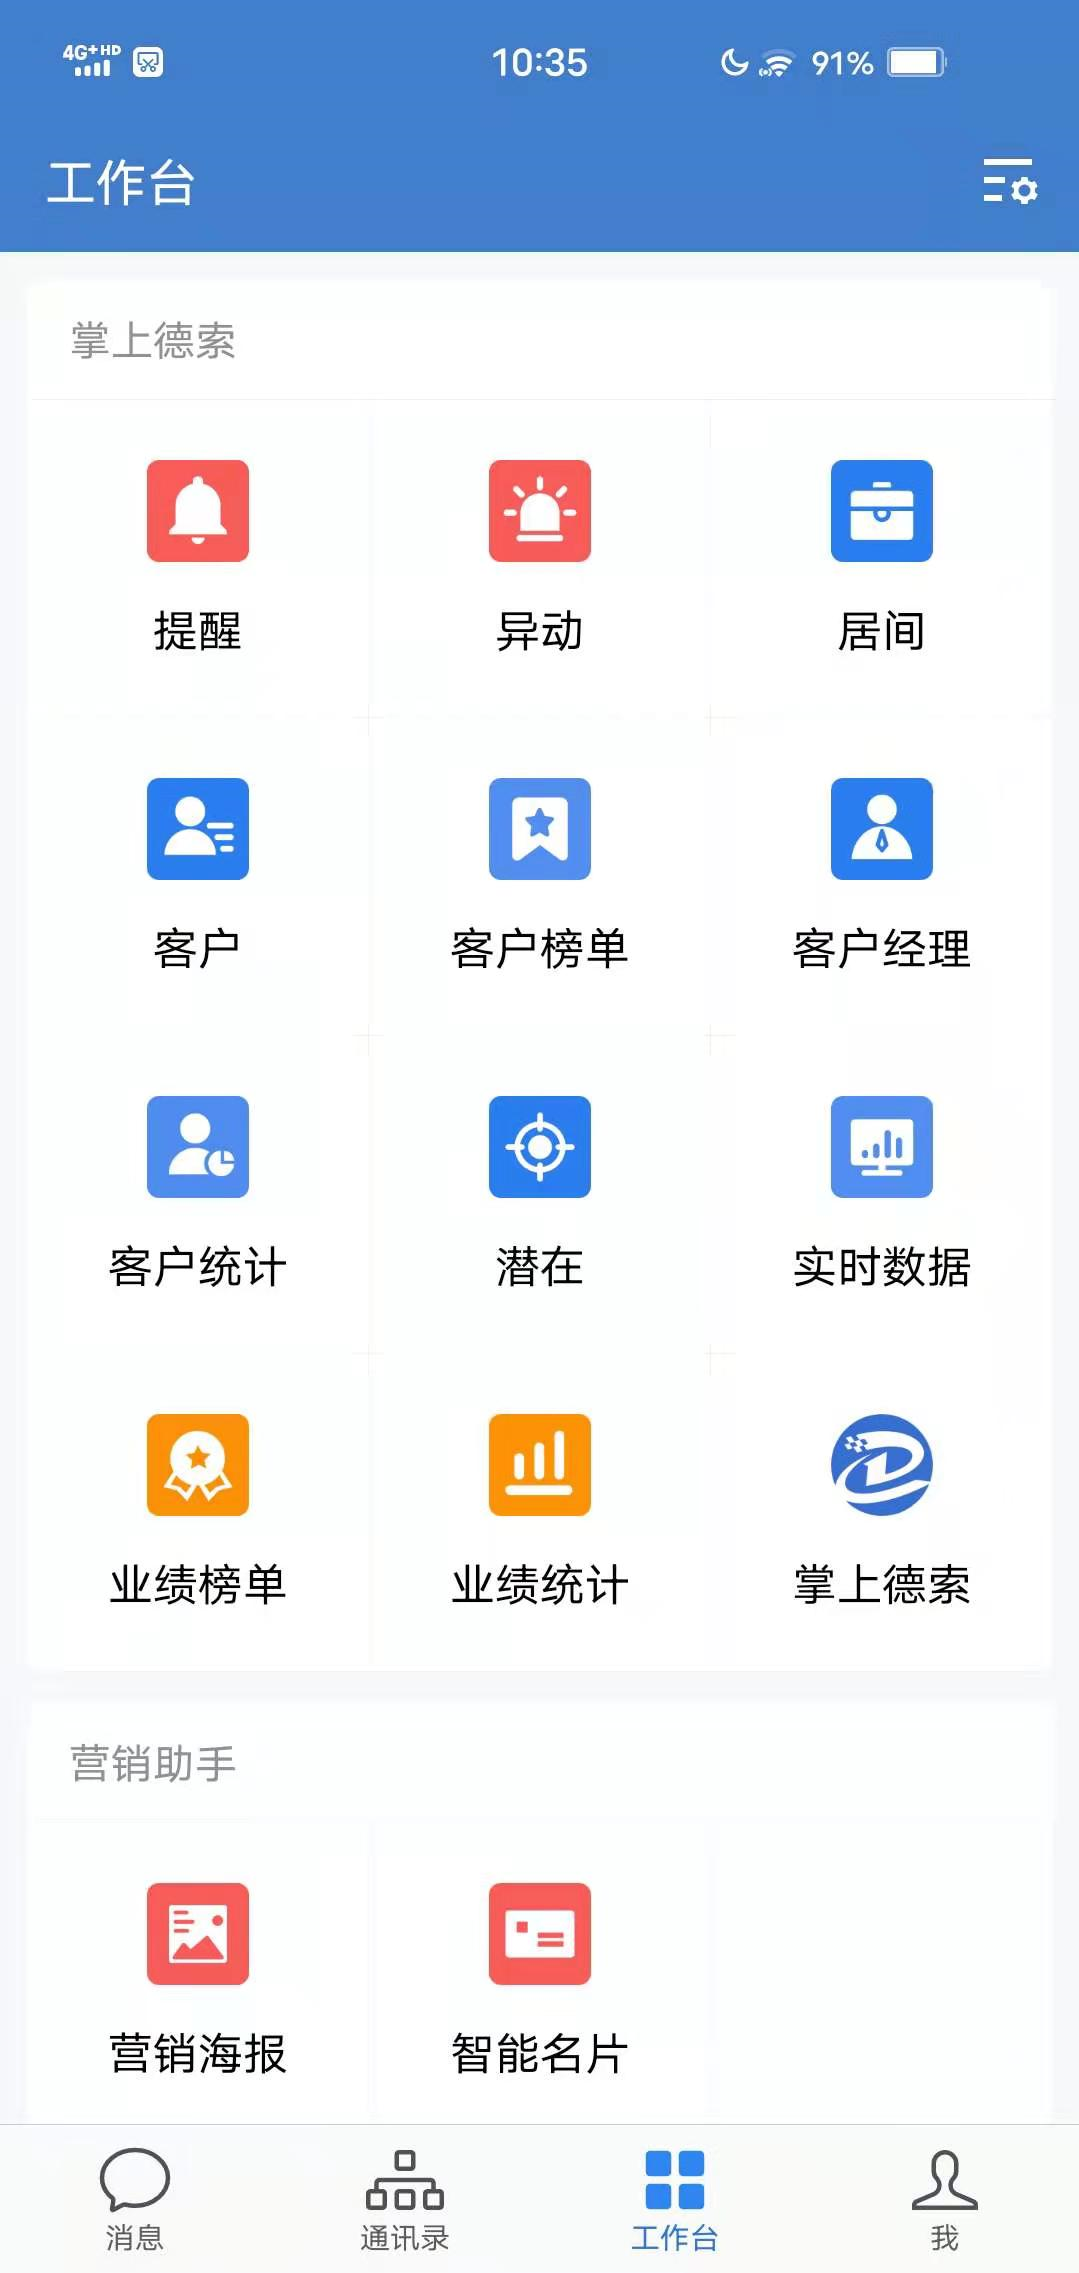 4G+ HD 10:35 91%
工作台
掌上德索
提醒 异动 居间
客户 客户榜单 客户经理
客户统计 潜在 实时数据
业绩榜单 业绩统计 掌上德索
营销助手
营销海报 智能名片
消息 通讯录 工作台 我